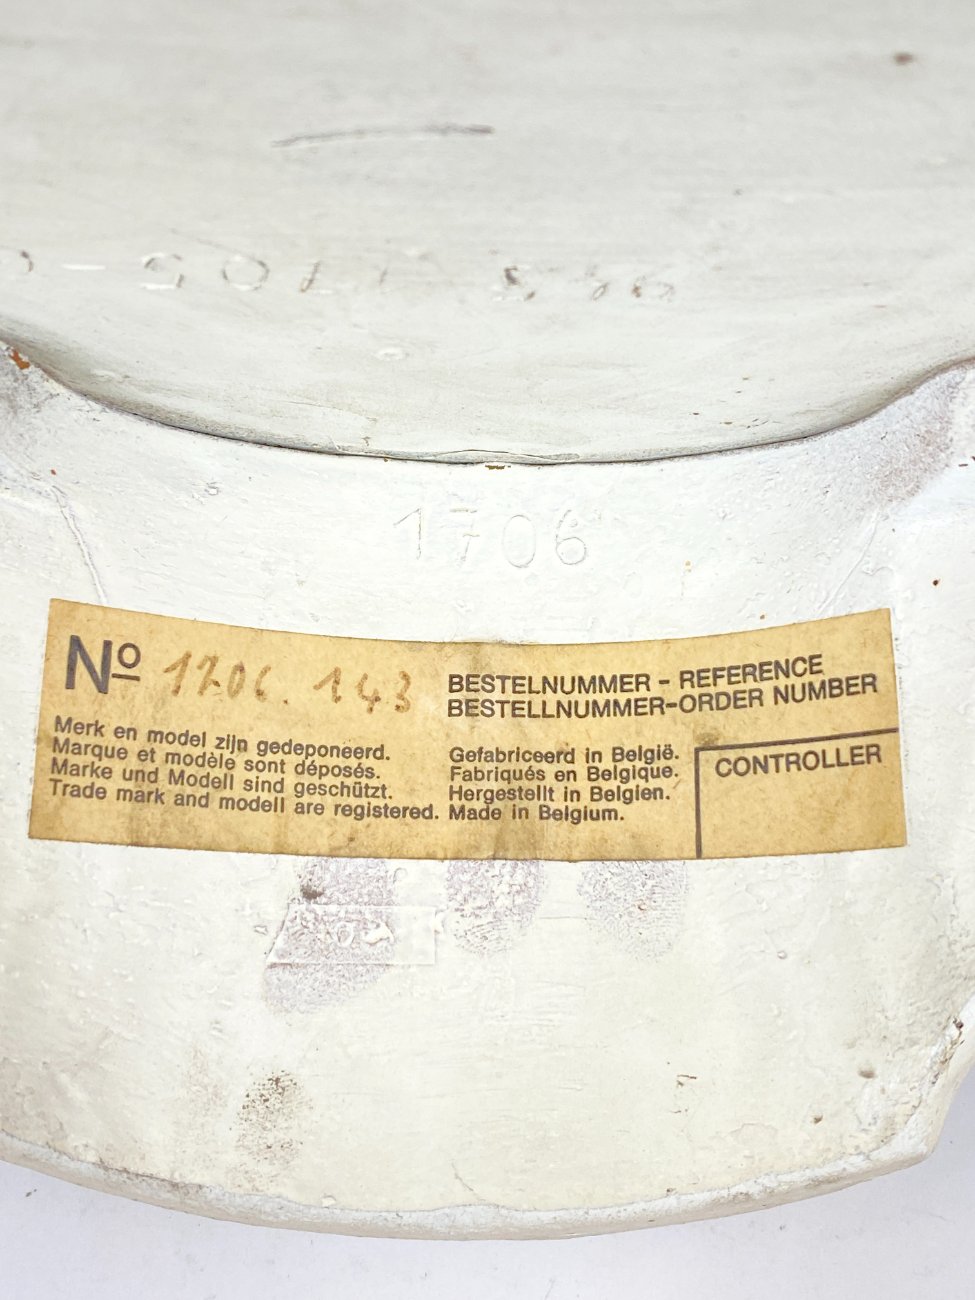 1706
Nº 1706.143
Merk en model zijn gedeponeerd.
Marque et modèle sont déposés.
Marke und Modell sind geschützt.
Trade mark and modell are registered.
BESTELNUMMER - REFERENCE
BESTELLNUMMER-ORDER NUMBER
Gefabriceerd in België.
Fabriqués en Belgique.
Hergestellt in Belgien.
Made in Belgium.
CONTROLLER